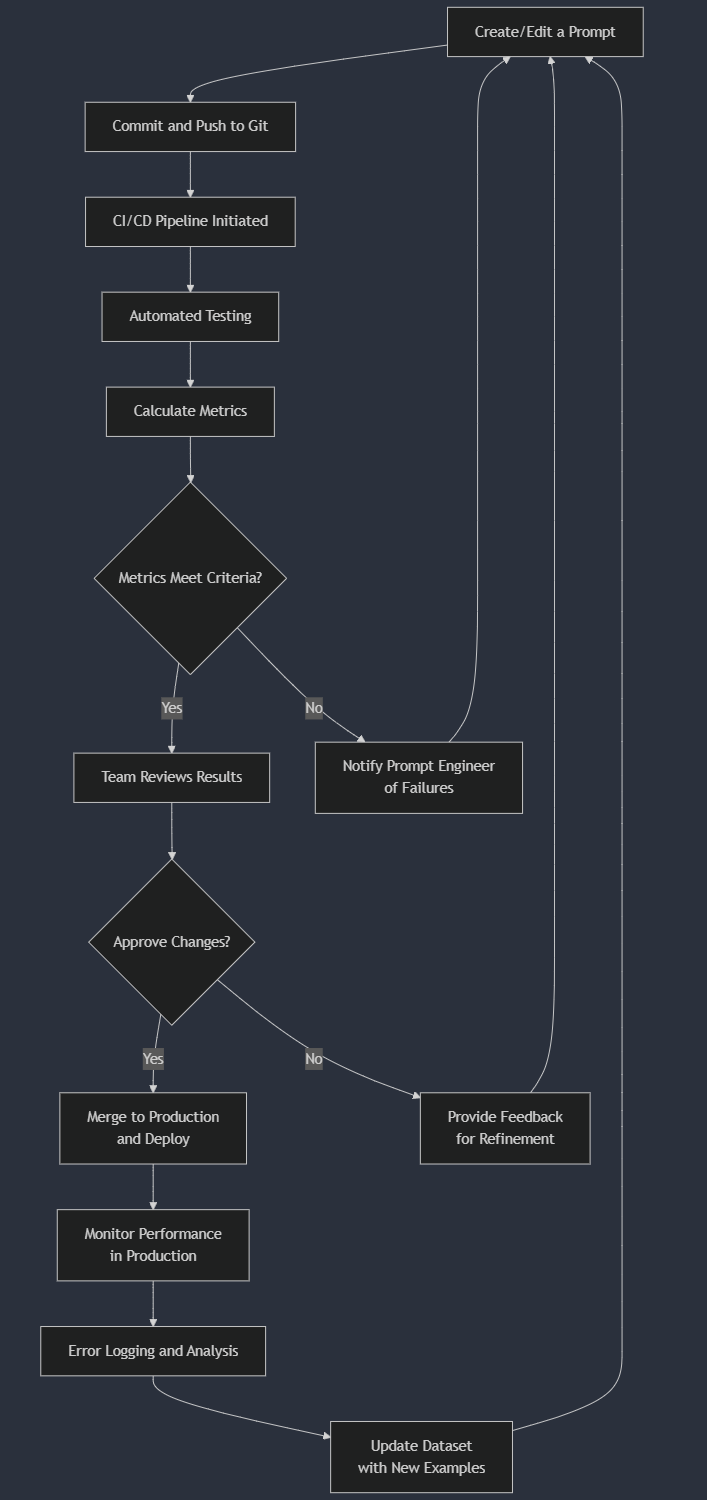 Create/Edit a Prompt
Commit and Push to Git
CI/CD Pipeline Initiated
Automated Testing
Calculate Metrics
Metrics Meet Criteria?
Yes
No
Team Reviews Results
Notify Prompt Engineer
of Failures
Approve Changes?
Yes
No
Merge to Production
and Deploy
Provide Feedback
for Refinement
Monitor Performance
in Production
Error Logging and Analysis
Update Dataset
with New Examples